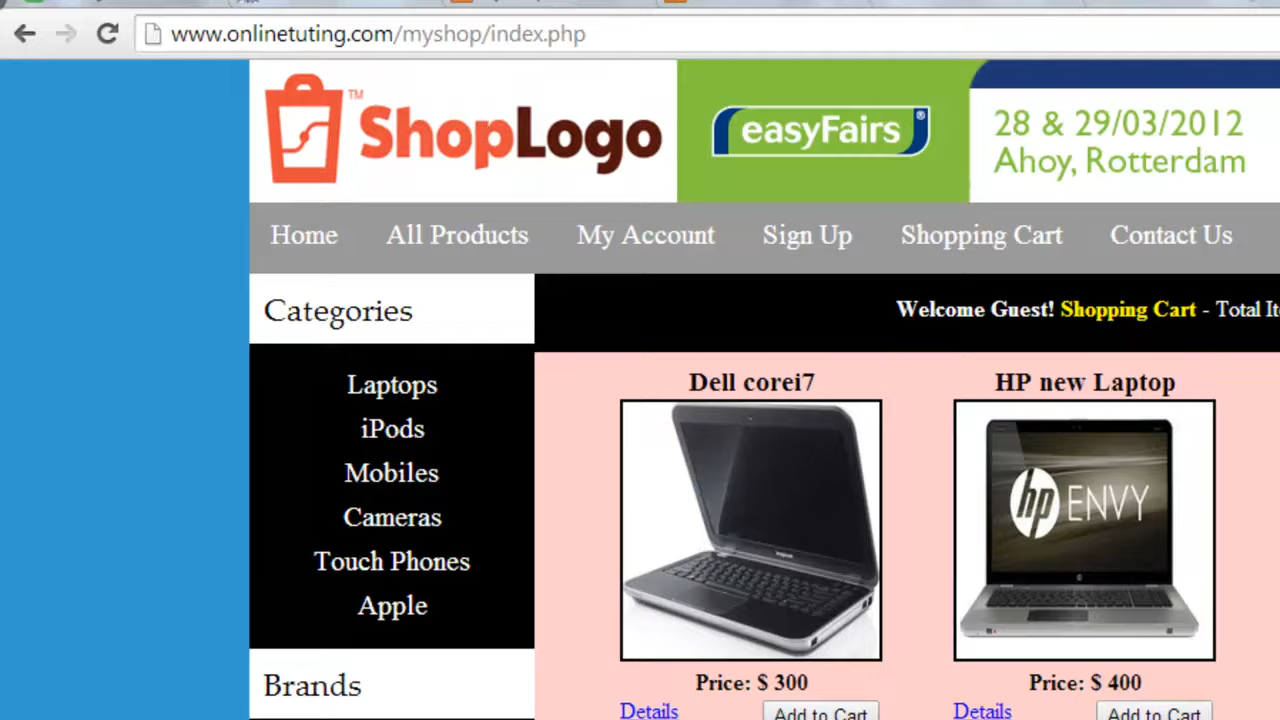 www.onlinetuting.com/myshop/index.php
TM ShopLogo
easyFairs®
28 & 29/03/2012
Ahoy, Rotterdam
Home All Products My Account Sign Up Shopping Cart Contact Us
Categories
Welcome Guest! Shopping Cart - Total
Laptops
iPods
Mobiles
Cameras
Touch Phones
Apple
Brands
Dell corei7
HP new Laptop
hp ENVY
Price: $ 300
Price: $ 400
Details Add to Cart
Details Add to Cart